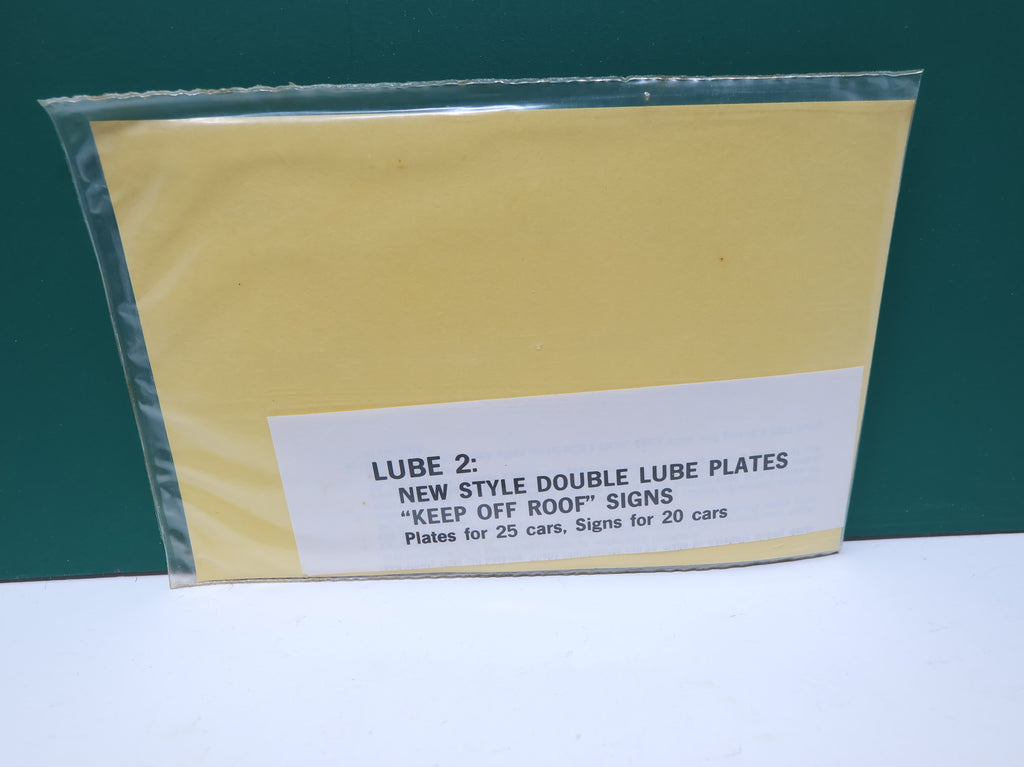 LUBE 2:
NEW STYLE DOUBLE LUBE PLATES
“KEEP OFF ROOF” SIGNS
Plates for 25 cars, Signs for 20 cars